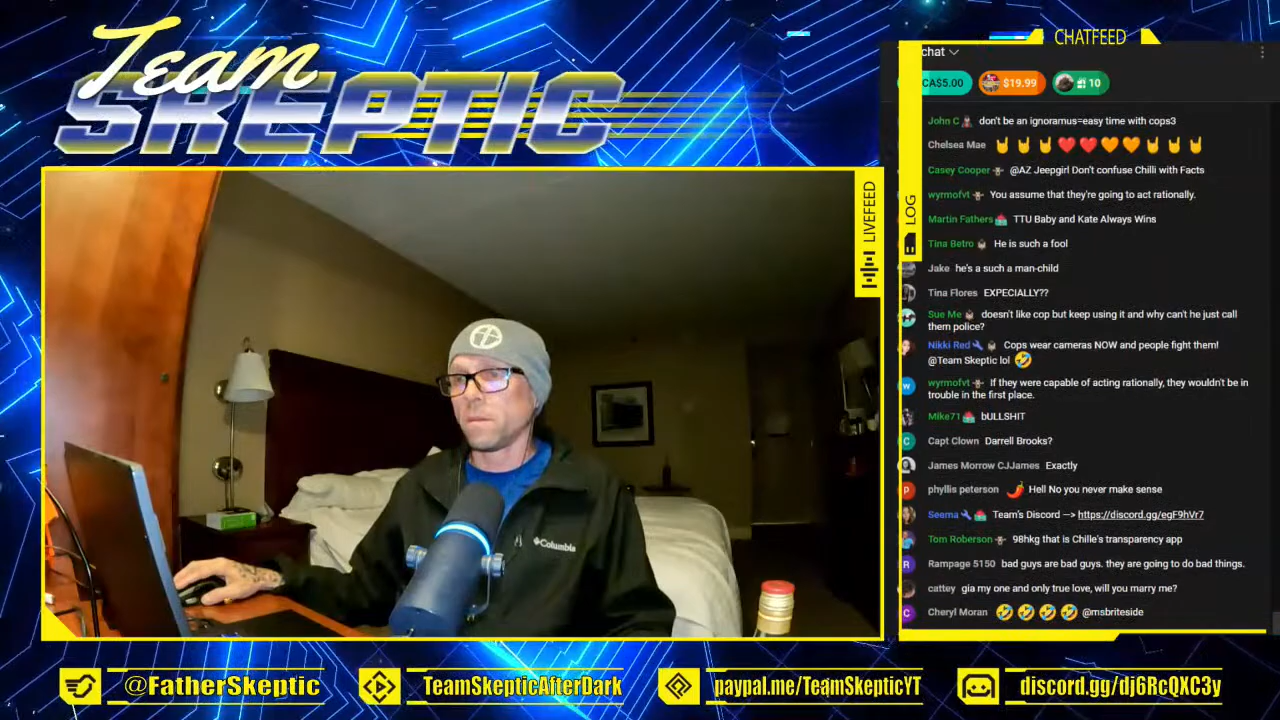 Team
SKEPTIC
CHATFEED
chat
CA$5.00
$19.99
10
John C don't be an ignoramus=easy time with cops3
Chelsea Mae
Casey Cooper @AZ Jeepgirl Don't confuse Chilli with Facts
wyrmofvt You assume that they're going to act rationally.
Martin Fathers TTU Baby and Kate Always Wins
Tina Betro He is such a fool
Jake he's a such a man-child
Tina Flores EXPECIALLY??
Sue Me doesn't like cop but keep using it and why can't he just call
them police?
Nikki Red Cops wear cameras NOW and people fight them!
@Team Skeptic lol
wyrmofvt If they were capable of acting rationally, they wouldn't be in
trouble in the first place.
Mike71 bULLSHIT
Capt Clown Darrell Brooks?
James Morrow CJJames Exactly
phyllis peterson Hell No you never make sense
Seema Team's Discord —> https://discord.gg/egF9hVr7
Tom Roberson 98hkg that is Chille's transparency app
Rampage 5150 bad guys are bad guys. they are going to do bad things.
cattey gia my one and only true love, will you marry me?
Cheryl Moran @msbriteside
LIVEFEED
LOG
Columbia
@FatherSkeptic
TeamSkepticAfterDark
paypal.me/TeamSkepticYT
discord.gg/dj6RcQXC3y